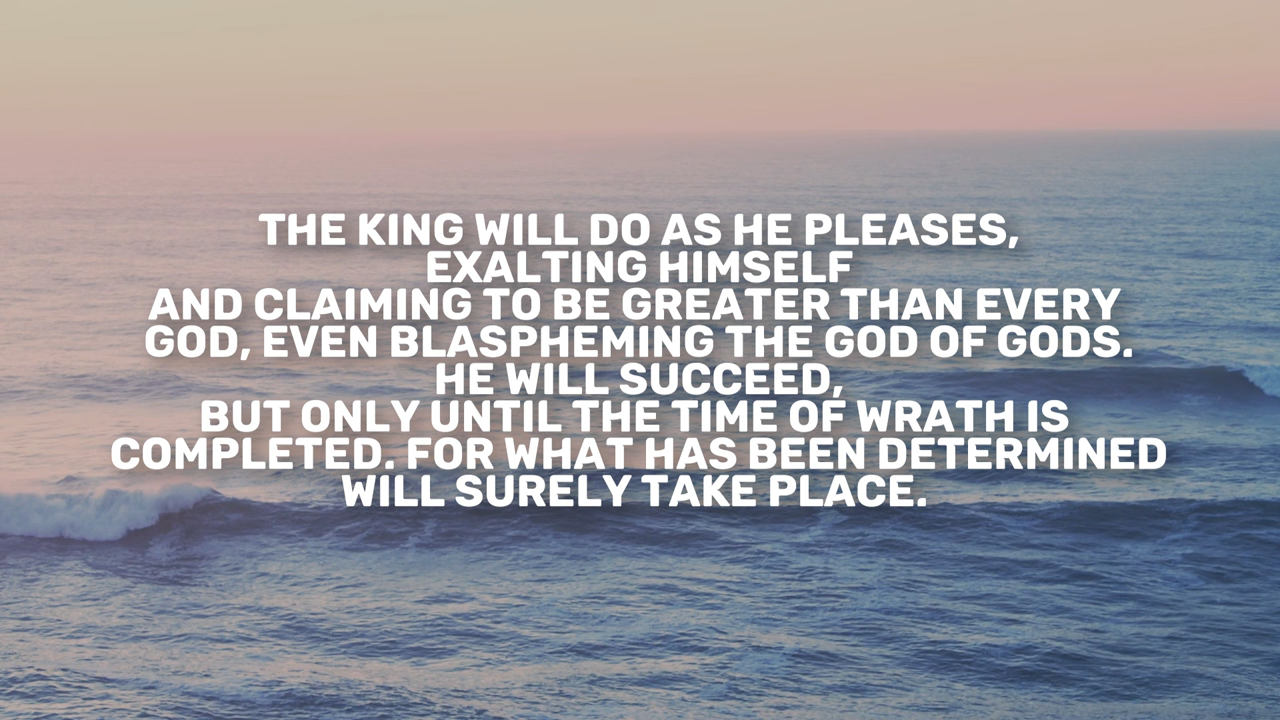 THE KING WILL DO AS HE PLEASES,
EXALTING HIMSELF
AND CLAIMING TO BE GREATER THAN EVERY
GOD, EVEN BLASPHEMING THE GOD OF GODS.
HE WILL SUCCEED,
BUT ONLY UNTIL THE TIME OF WRATH IS
COMPLETED. FOR WHAT HAS BEEN DETERMINED
WILL SURELY TAKE PLACE.